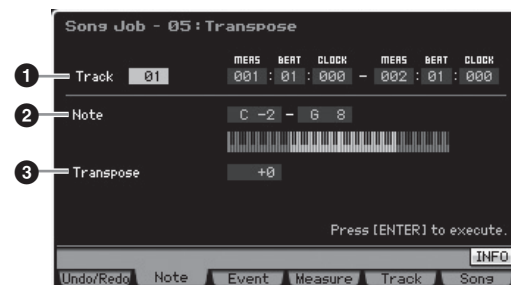 Song Job - 05:Transpose
MEAS BEAT CLOCK MEAS BEAT CLOCK
1 Track 01 001 : 01 : 000 - 002 : 01 : 000
2 Note C -2 - G 8
3 Transpose +0
Press [ENTER] to execute.
INFO
Undo/Redo Note Event Measure Track Song